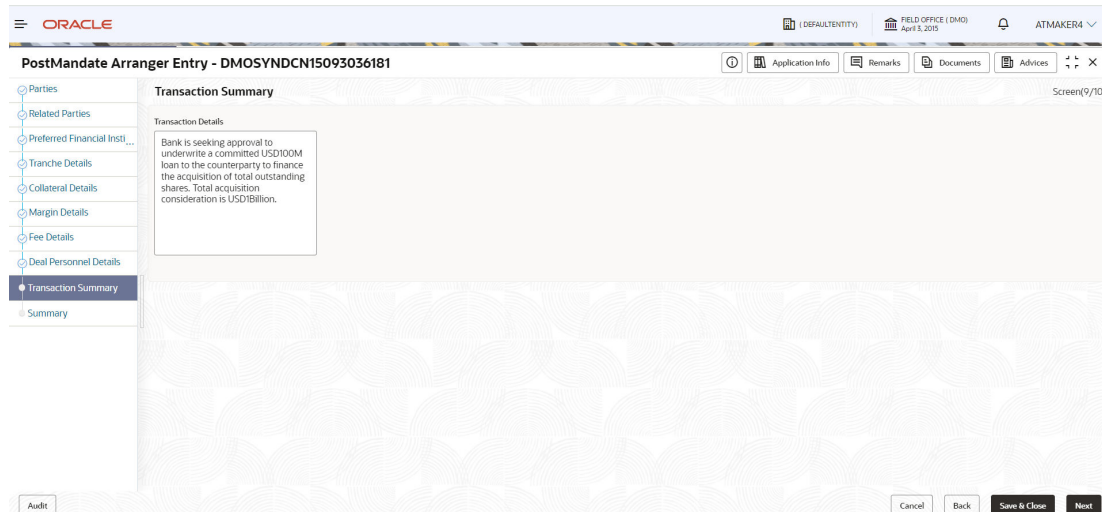 ORACLE
( DEFAULTENTITY)
FIELD OFFICE ( DMO)
April 3, 2015
ATMAKER4
PostMandate Arranger Entry - DMOSYNDCN15093036181
Application Info
Remarks
Documents
Advices
Parties
Related Parties
Preferred Financial Insti...
Tranche Details
Collateral Details
Margin Details
Fee Details
Deal Personnel Details
Transaction Summary
Summary
Transaction Summary
Screen(9/10
Transaction Details
Bank is seeking approval to
underwrite a committed USD100M
loan to the counterparty to finance
the acquisition of total outstanding
shares. Total acquisition
consideration is USD1Billion.
Audit
Cancel
Back
Save & Close
Next